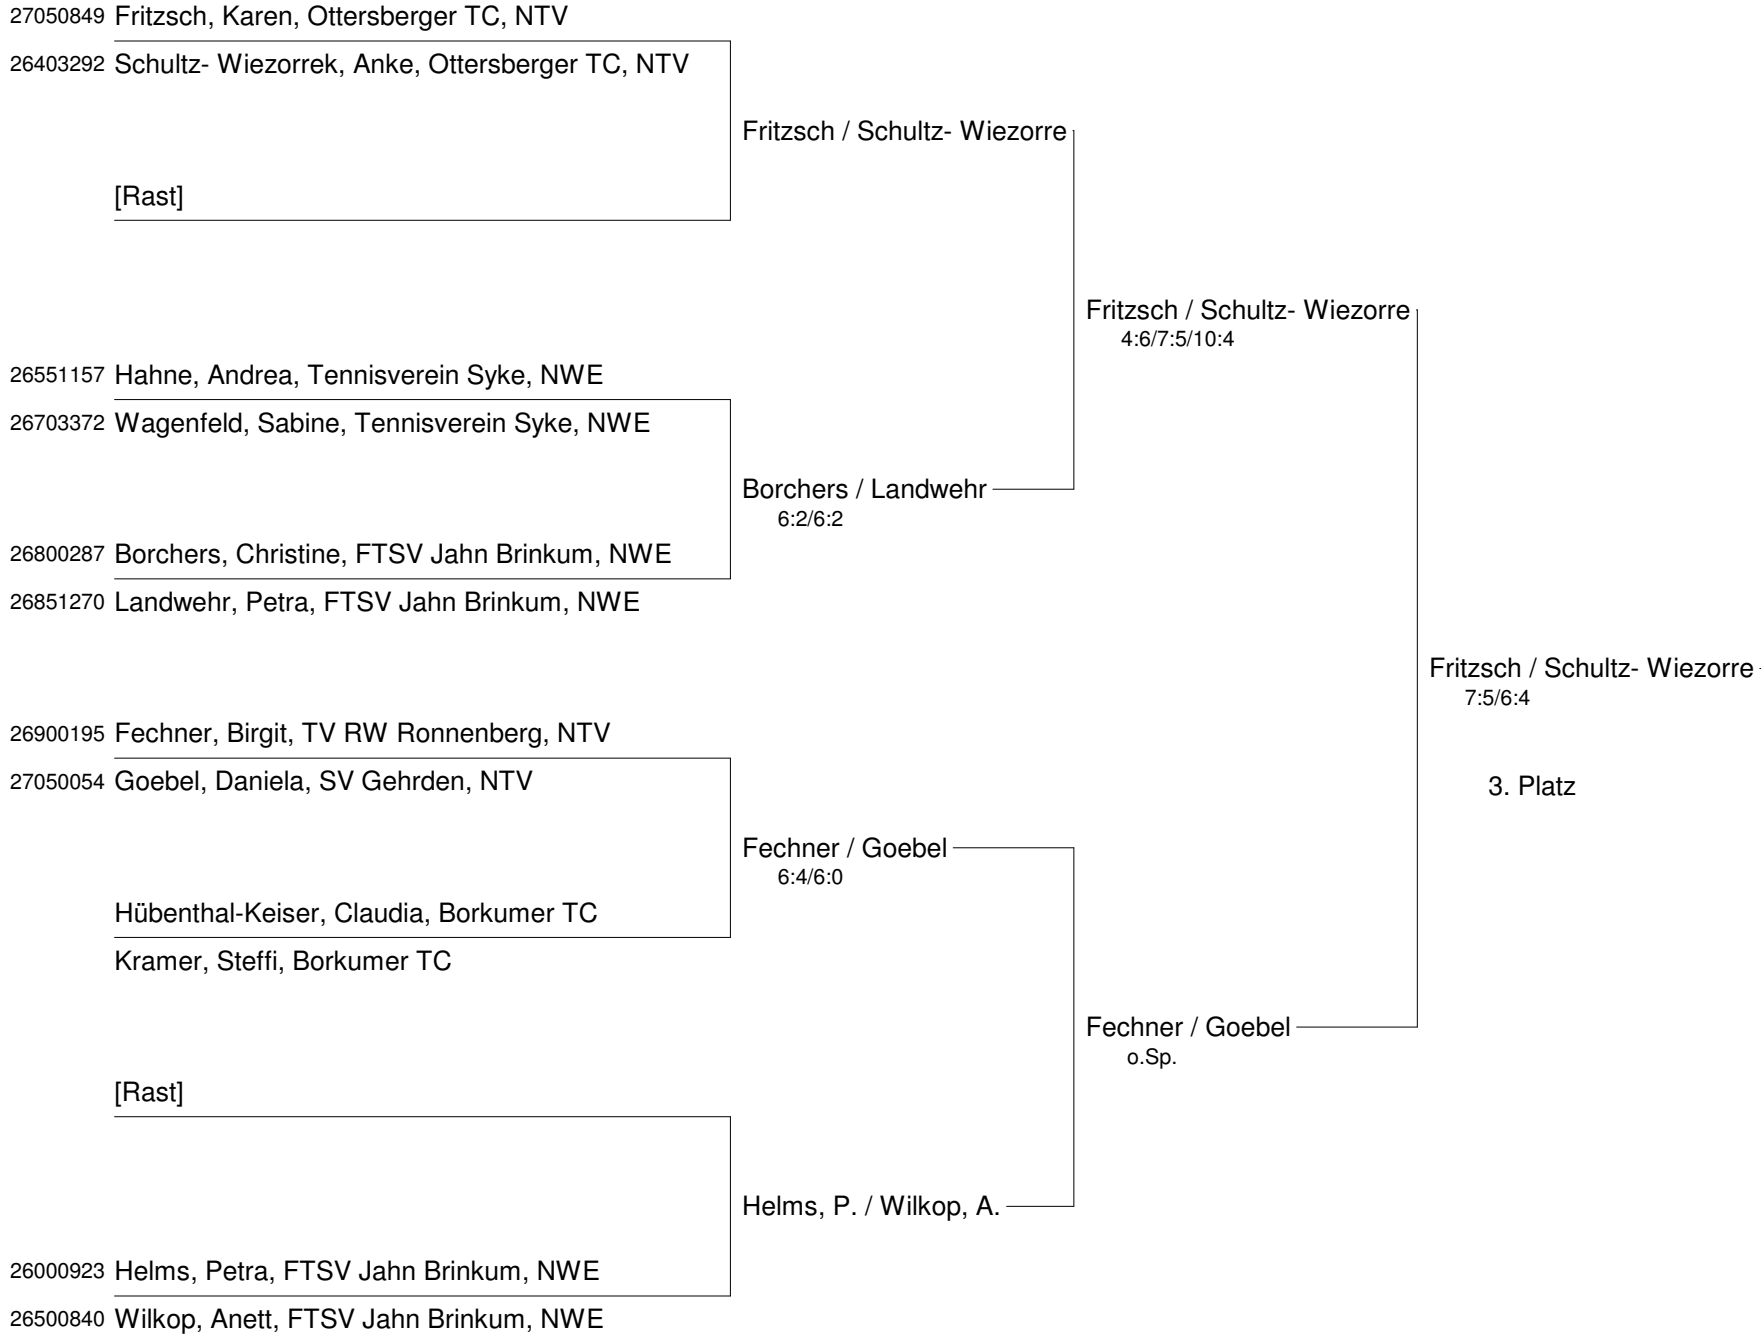 27050849 Fritzsch, Karen, Ottersberger TC, NTV
26403292 Schultz- Wiezorrek, Anke, Ottersberger TC, NTV
Fritzsch / Schultz- Wiezorre
[Rast]
Fritzsch / Schultz- Wiezorre
4:6/7:5/10:4
26551157 Hahne, Andrea, Tennisverein Syke, NWE
26703372 Wagenfeld, Sabine, Tennisverein Syke, NWE
Borchers / Landwehr
6:2/6:2
26800287 Borchers, Christine, FTSV Jahn Brinkum, NWE
26851270 Landwehr, Petra, FTSV Jahn Brinkum, NWE
Fritzsch / Schultz- Wiezorre
7:5/6:4
26900195 Fechner, Birgit, TV RW Ronnenberg, NTV
27050054 Goebel, Daniela, SV Gehrden, NTV
3. Platz
Fechner / Goebel
6:4/6:0
Hübenthal-Keiser, Claudia, Borkumer TC
Kramer, Steffi, Borkumer TC
Fechner / Goebel
o.Sp.
[Rast]
Helms, P. / Wilkop, A.
26000923 Helms, Petra, FTSV Jahn Brinkum, NWE
26500840 Wilkop, Anett, FTSV Jahn Brinkum, NWE